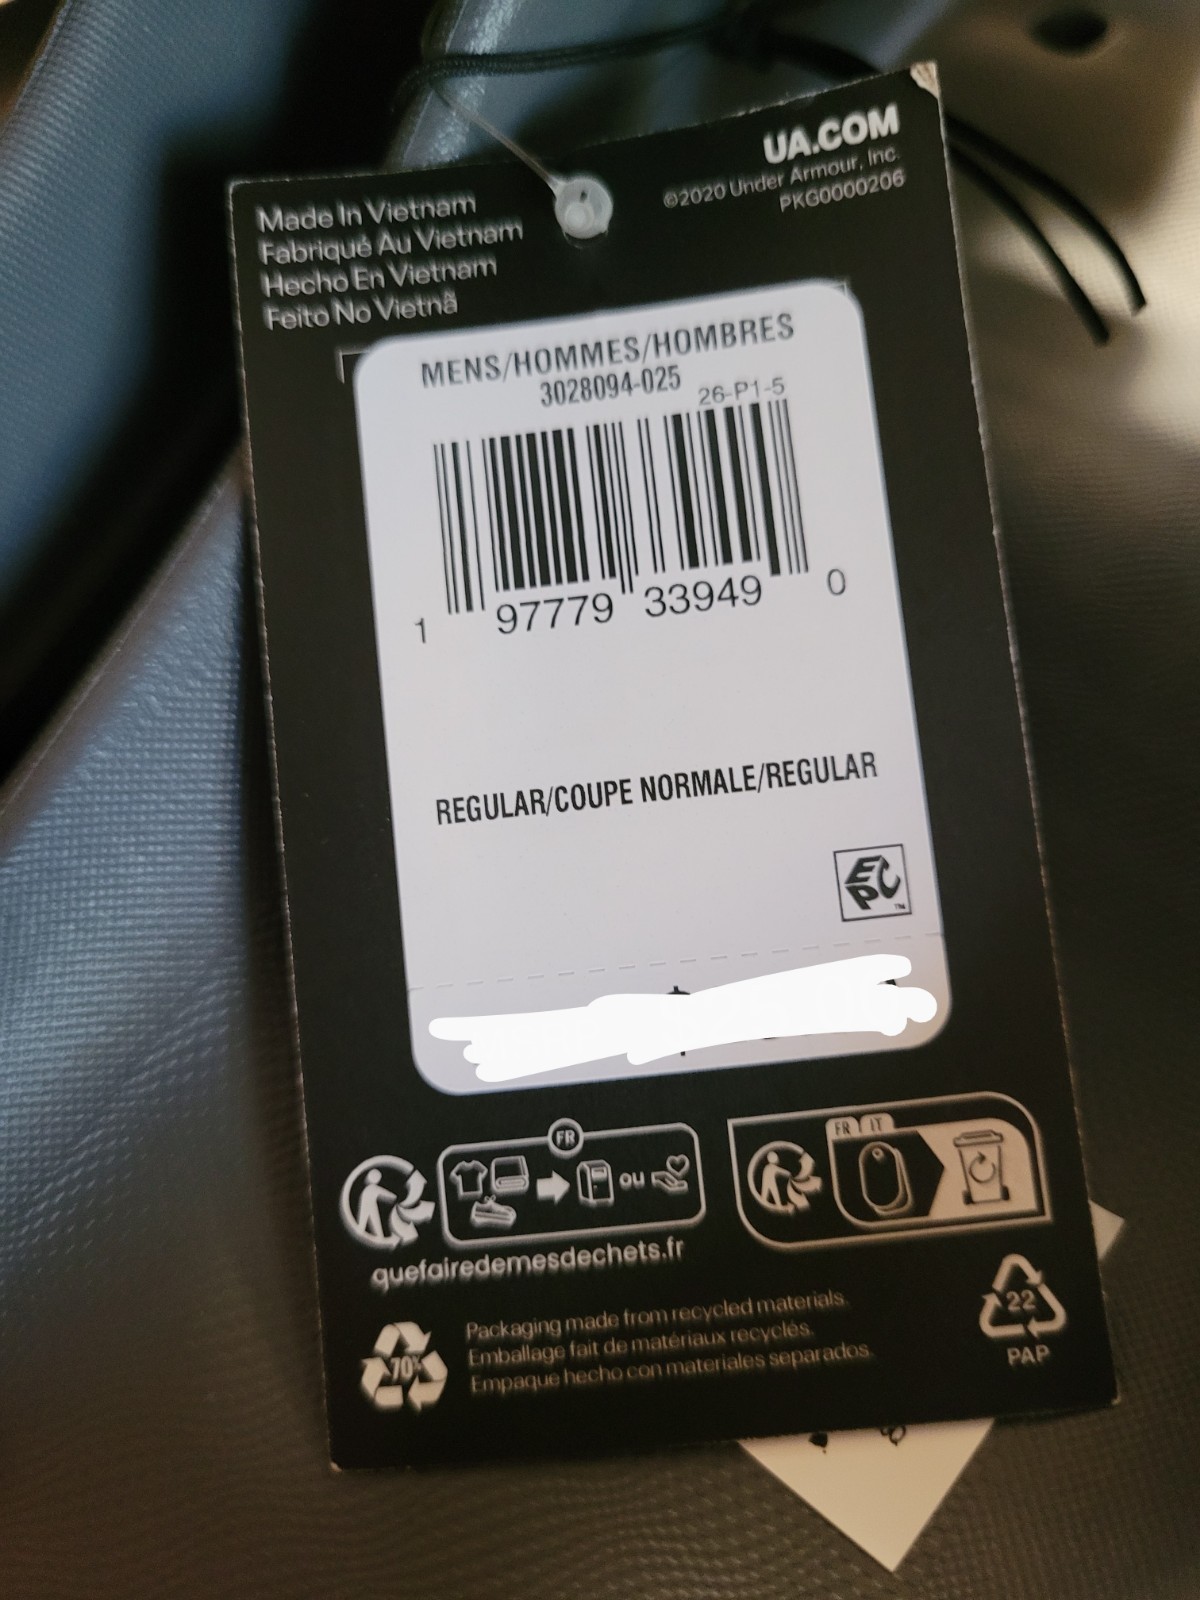 UA.COM
©2020 Under Armour, Inc.
PKG0000206
Made In Vietnam
Fabriqué Au Vietnam
Hecho En Vietnam
Feito No Vietnã
MENS/HOMMES/HOMBRES
3028094-025
26-P1-5
1 97779 33949 0
REGULAR/COUPE NORMALE/REGULAR
EPC™
FR
ou
quefairedemesdechets.fr
FR IT
70%
Packaging made from recycled materials.
Emballage fait de matériaux recyclés.
Empaque hecho con materiales separados.
22
PAP